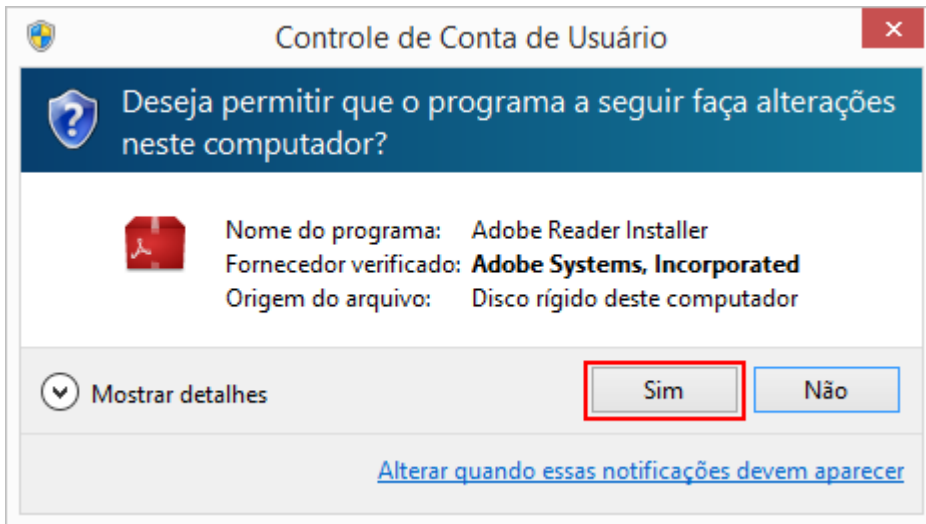 Controle de Conta de Usuário
Deseja permitir que o programa a seguir faça alterações
neste computador?
Nome do programa: Adobe Reader Installer
Fornecedor verificado: Adobe Systems, Incorporated
Origem do arquivo: Disco rígido deste computador
Mostrar detalhes Sim Não
Alterar quando essas notificações devem aparecer